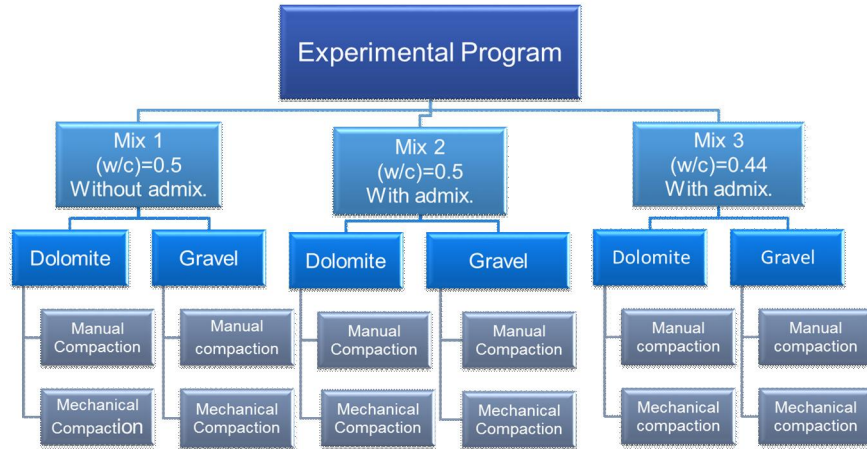 Experimental Program
Mix 1
(w/c)=0.5
Without admix.
Mix 2
(w/c)=0.5
With admix.
Mix 3
(w/c)=0.44
With admix.
Dolomite
Gravel
Dolomite
Gravel
Dolomite
Gravel
Manual
Compaction
Manual
compaction
Manual
Compaction
Manual
Compaction
Manual
compaction
Manual
compaction
Mechanical
Compaction
Mechanical
Compaction
Mechanical
Compaction
Mechanical
Compaction
Mechanical
compaction
Mechanical
compaction